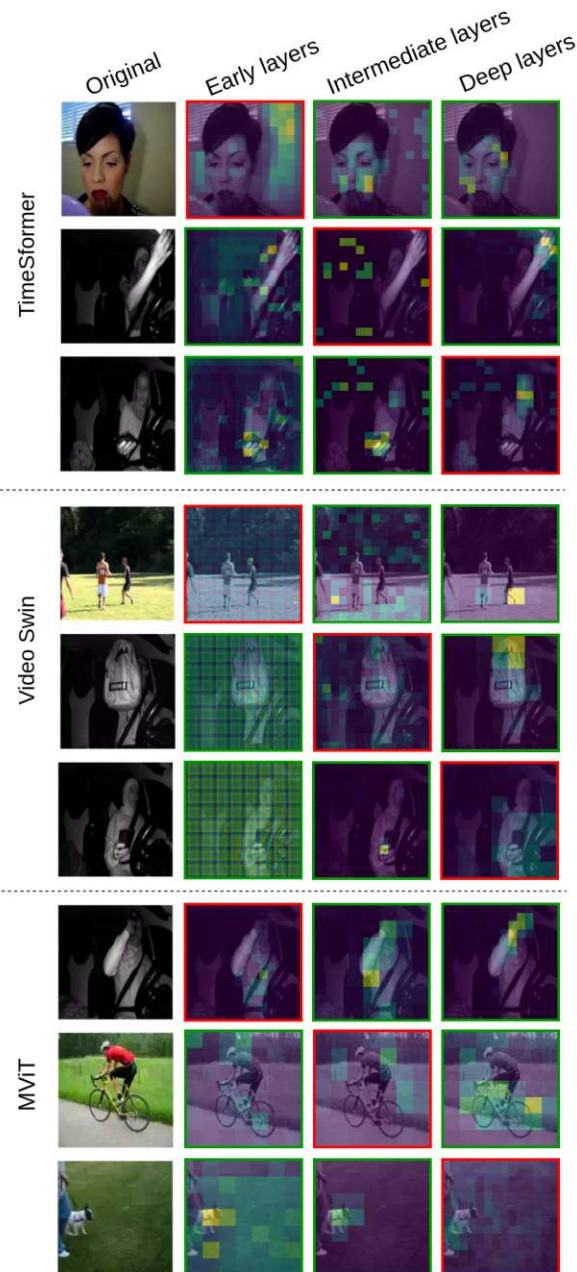 Original
Early layers
Intermediate layers
Deep layers
TimeSformer
Video Swin
MViT